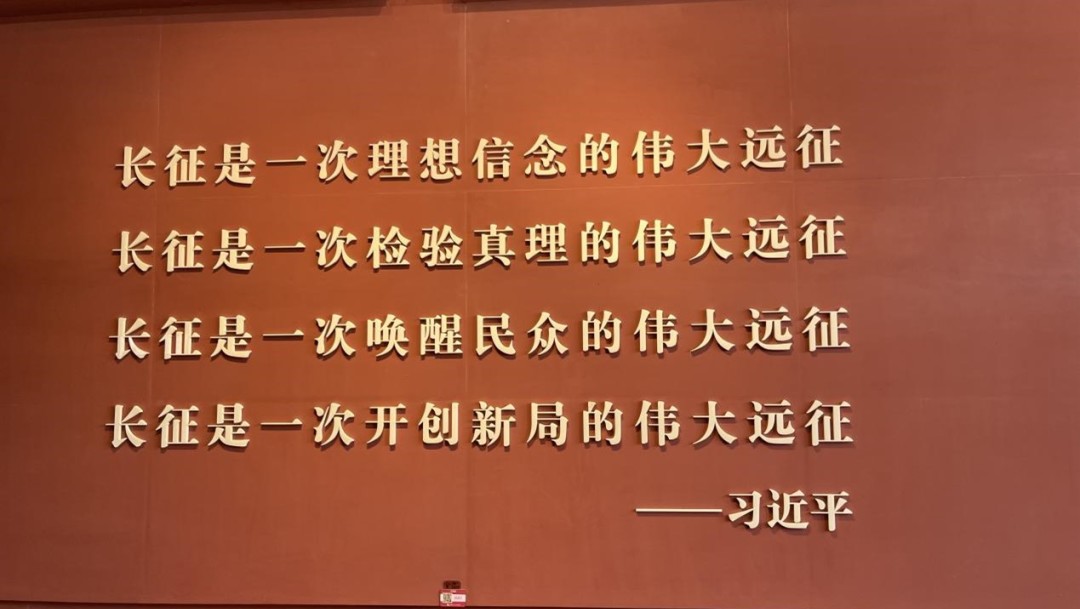 长征是一次理想信念的伟大远征
长征是一次检验真理的伟大远征
长征是一次唤醒民众的伟大远征
长征是一次开创新局的伟大远征
——习近平